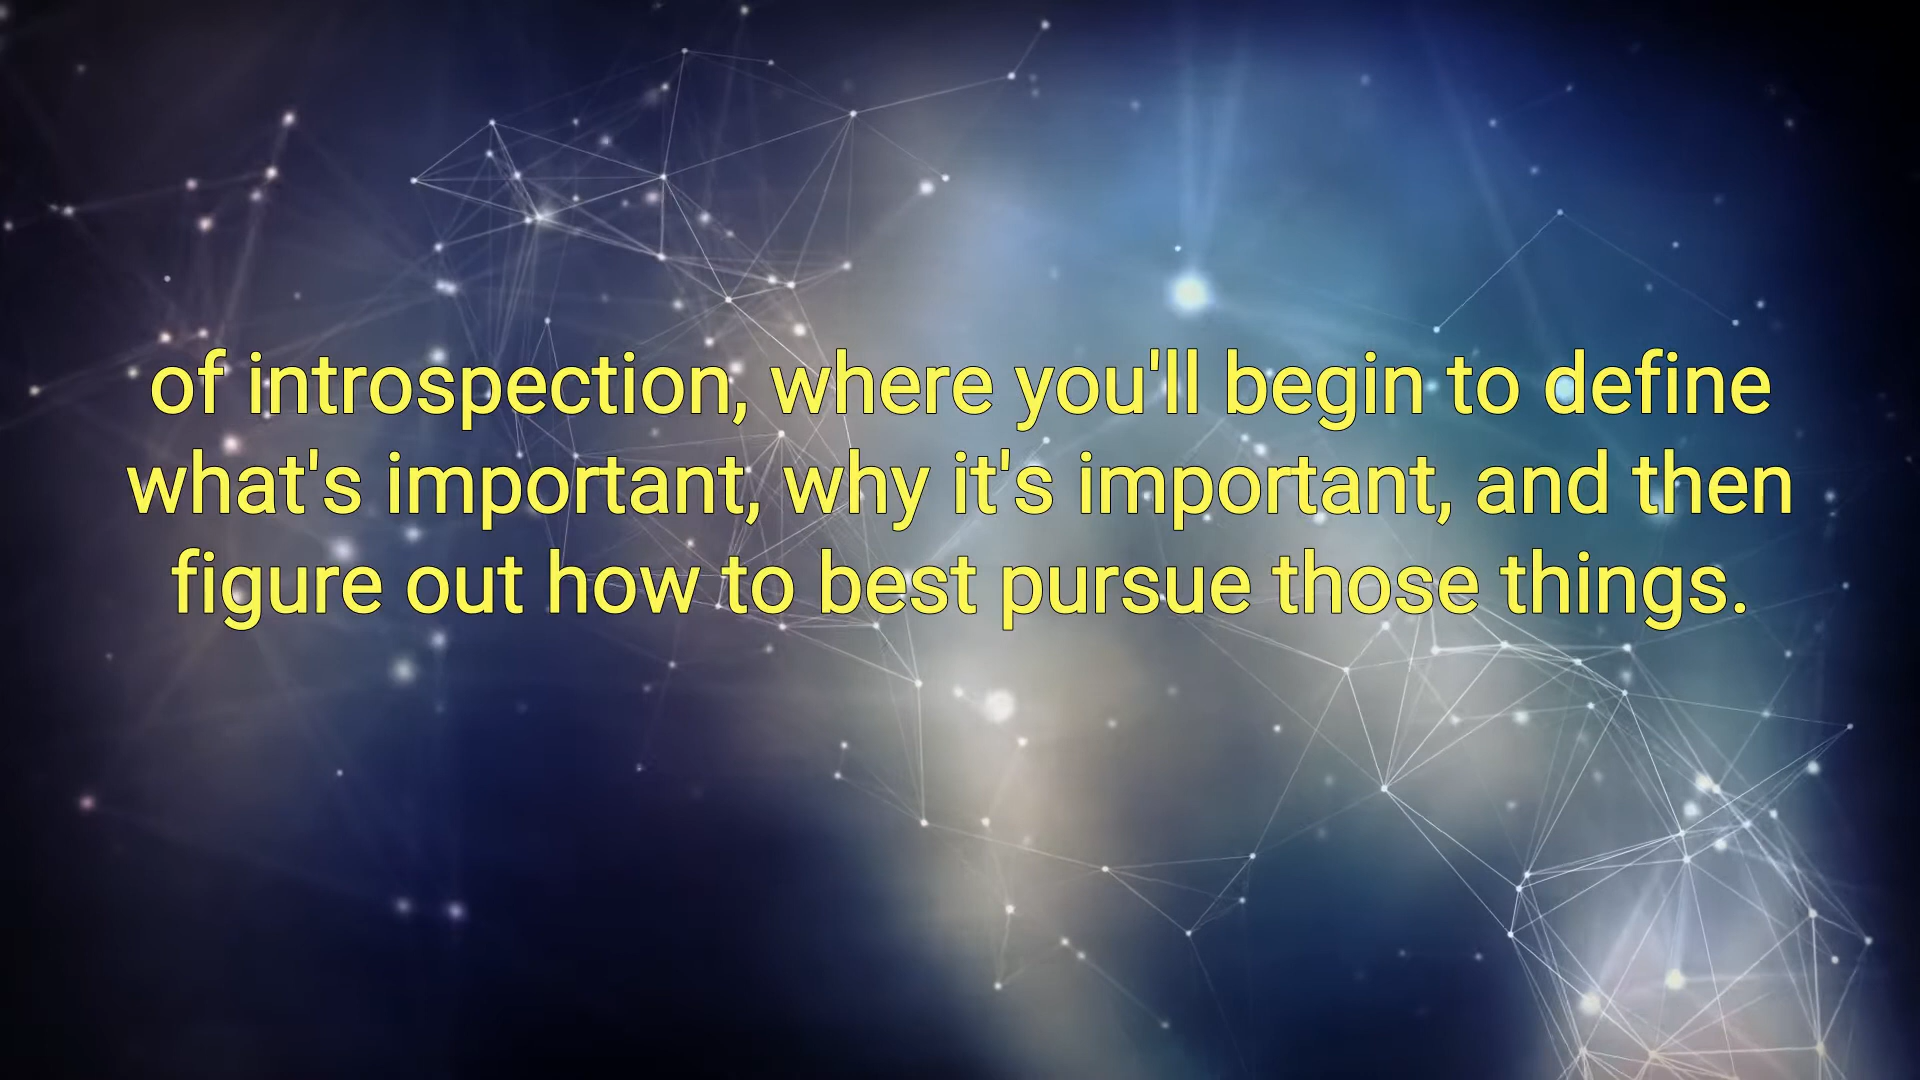 of introspection, where you'll begin to define
what's important, why it's important, and then
figure out how to best pursue those things.